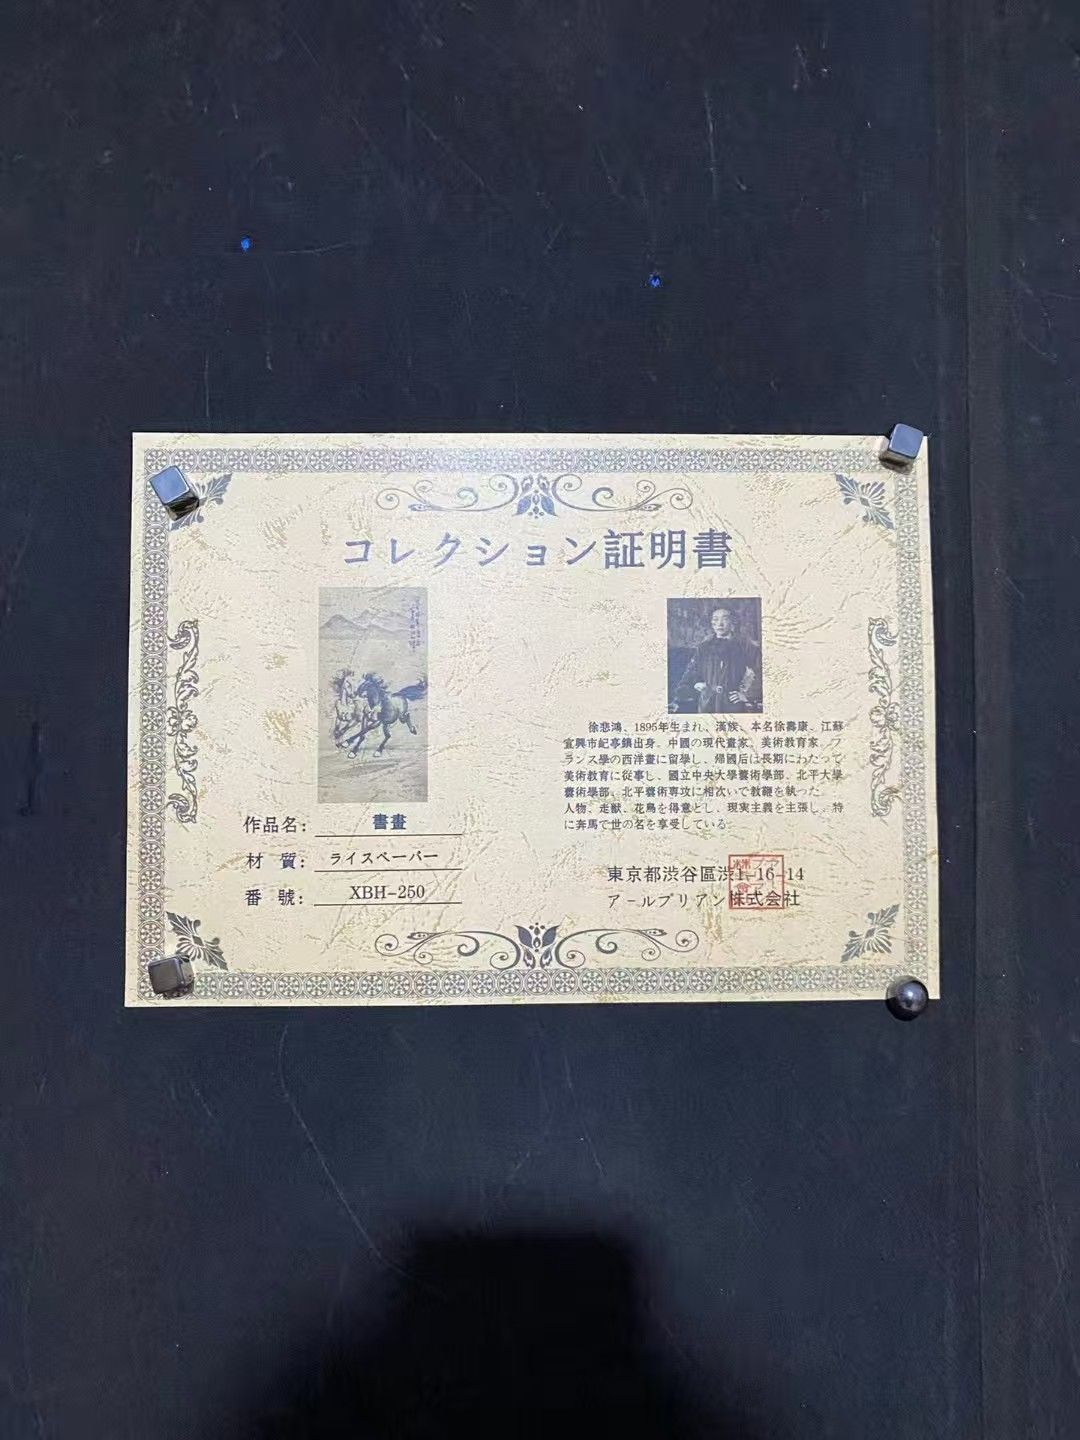 コレクション証明書
作品名: 書畫
材 質: ライスペーパー
番 號: XBH-250
徐悲鴻、1895年生まれ、漢族、本名徐壽康、江蘇
宜興市紀亭鎮出身。中國の現代畫家、美術教育家。フ
ランス學の西洋畫に留學し、帰國后は長期にわたって
美術教育に從事し、國立中央大學藝術學部、北平大學
藝術學部、北平藝術専攻に相次いで教鞭を執った。
人物、走獣、花鳥を得意とし、現実主義を主張し、特
に奔馬で世の名を享受している。
東京都渋谷區渋1-16-14
アールブリアン株式会社